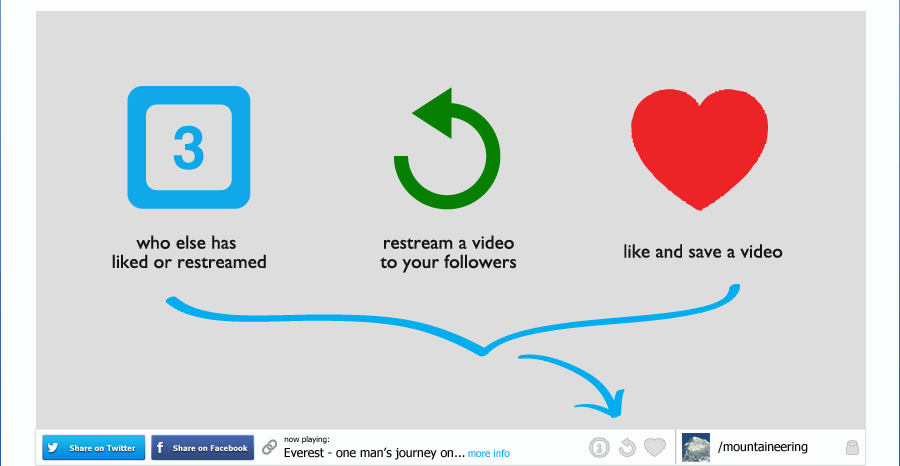 3
who else has
liked or restreamed
restream a video
to your followers
like and save a video
Share on Twitter
f Share on Facebook
now playing:
Everest - one man's journey on... more info
3
/mountaineering